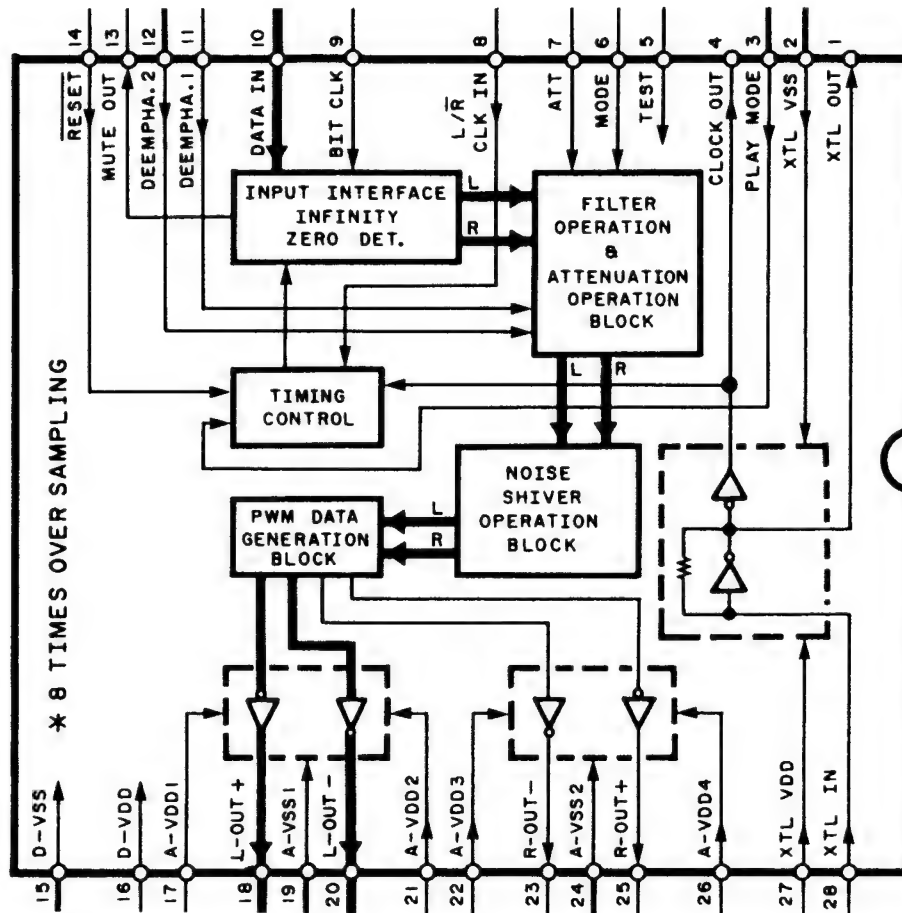 14
13
12
11
10
9
8
7
6
5
4
3
2
1
RESET
MUTE OUT
DEEMPHA.2
DEEMPHA.1
DATA IN
BIT CLK
L/R
CLK IN
ATT
MODE
TEST
CLOCK OUT
PLAY MODE
XTL VSS
XTL OUT
INPUT INTERFACE
INFINITY
ZERO DET.
L
R
FILTER
OPERATION
&
ATTENUATION
OPERATION
BLOCK
L
R
TIMING
CONTROL
NOISE
SHIVER
OPERATION
BLOCK
L
R
PWM DATA
GENERATION
BLOCK
* 8 TIMES OVER SAMPLING
D-VSS
D-VDD
A-VDD1
L-OUT+
A-VSS1
L-OUT-
A-VDD2
A-VDD3
R-OUT-
A-VSS2
R-OUT+
A-VDD4
XTL VDD
XTL IN
15
16
17
18
19
20
21
22
23
24
25
26
27
28